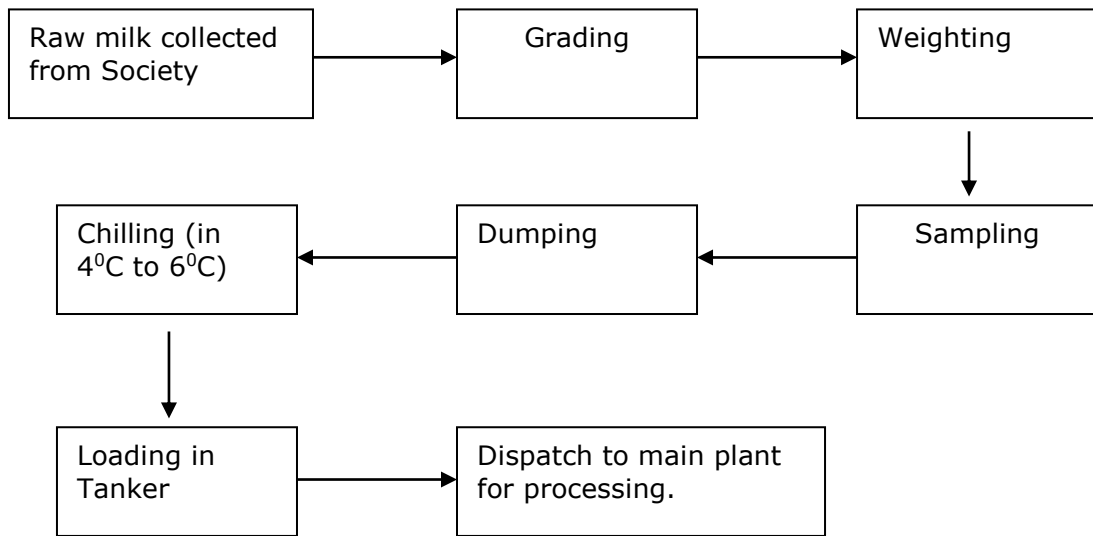 Raw milk collected
from Society
Grading
Weighting
Sampling
Dumping
Chilling (in
4⁰C to 6⁰C)
Loading in
Tanker
Dispatch to main plant
for processing.